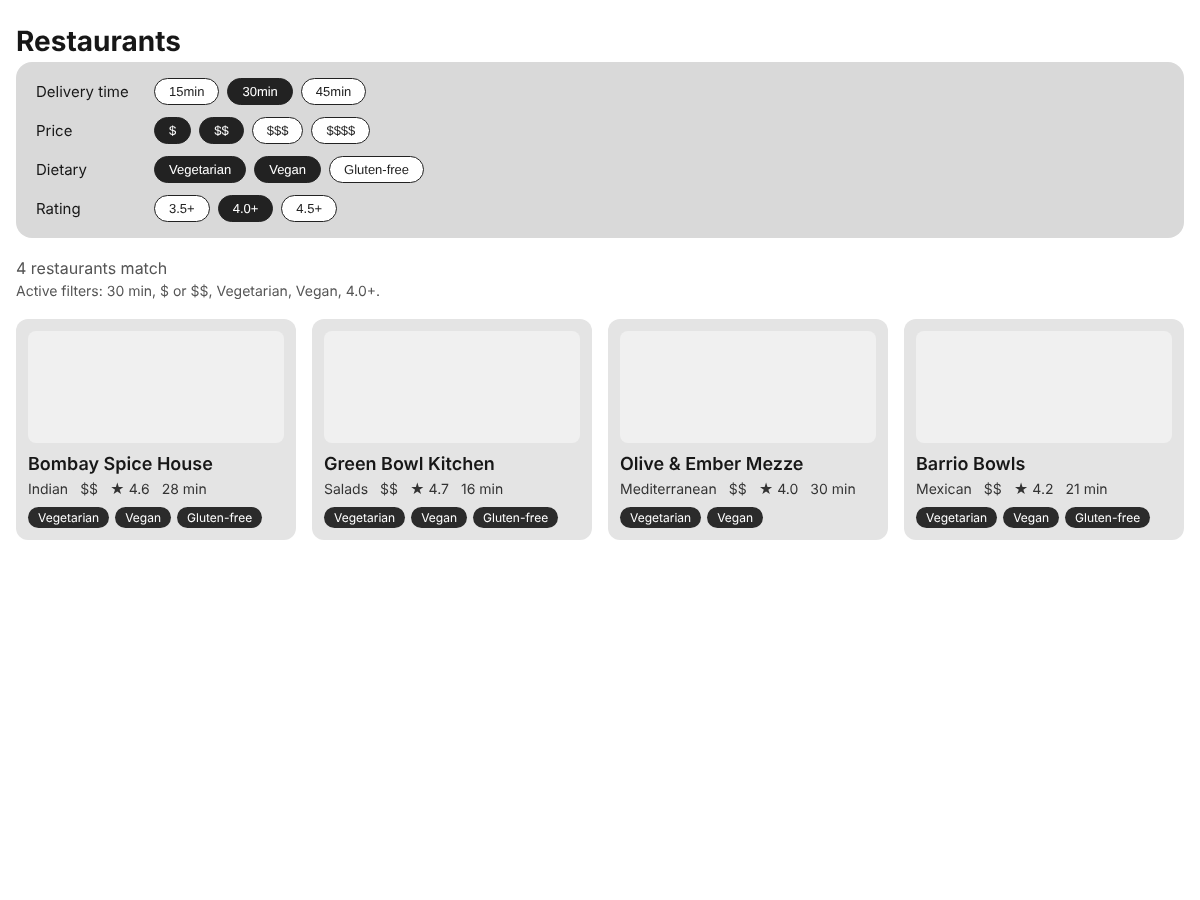 Restaurants
Delivery time 15min 30min 45min
Price $ $$ $$$ $$$$
Dietary Vegetarian Vegan Gluten-free
Rating 3.5+ 4.0+ 4.5+
4 restaurants match
Active filters: 30 min, $ or $$, Vegetarian, Vegan, 4.0+.
Bombay Spice House
Indian $$ ★ 4.6 28 min
Vegetarian Vegan Gluten-free
Green Bowl Kitchen
Salads $$ ★ 4.7 16 min
Vegetarian Vegan Gluten-free
Olive & Ember Mezze
Mediterranean $$ ★ 4.0 30 min
Vegetarian Vegan
Barrio Bowls
Mexican $$ ★ 4.2 21 min
Vegetarian Vegan Gluten-free